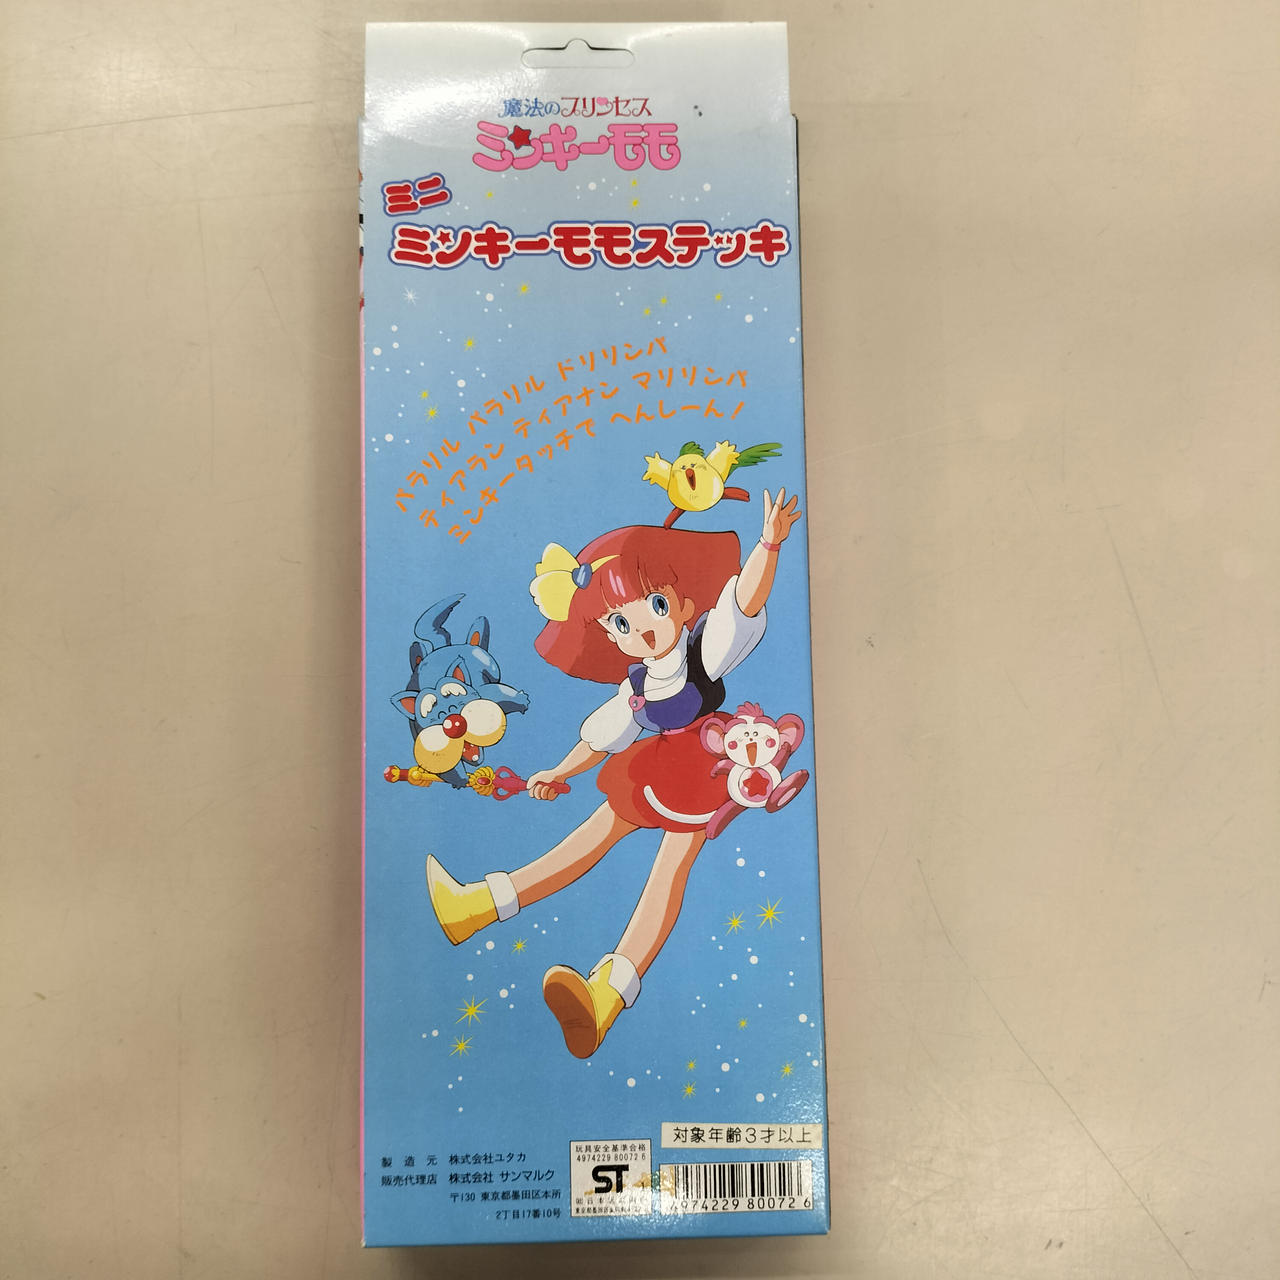 魔法のプリンセス
ミンキーモモ
ミニ
ミンキーモモステッキ
パラリル パラリル ドリリンパ
ティアラン ティアナン マリリンパ
ミンキータッチで へんしーん!
対象年齢3才以上
製造元 株式会社ユタカ
販売代理店 株式会社 サンマルク
〒130 東京都墨田区本所
2丁目17番10号
玩具安全基準合格
4974229 80072 6
ST
4974229 80072 6